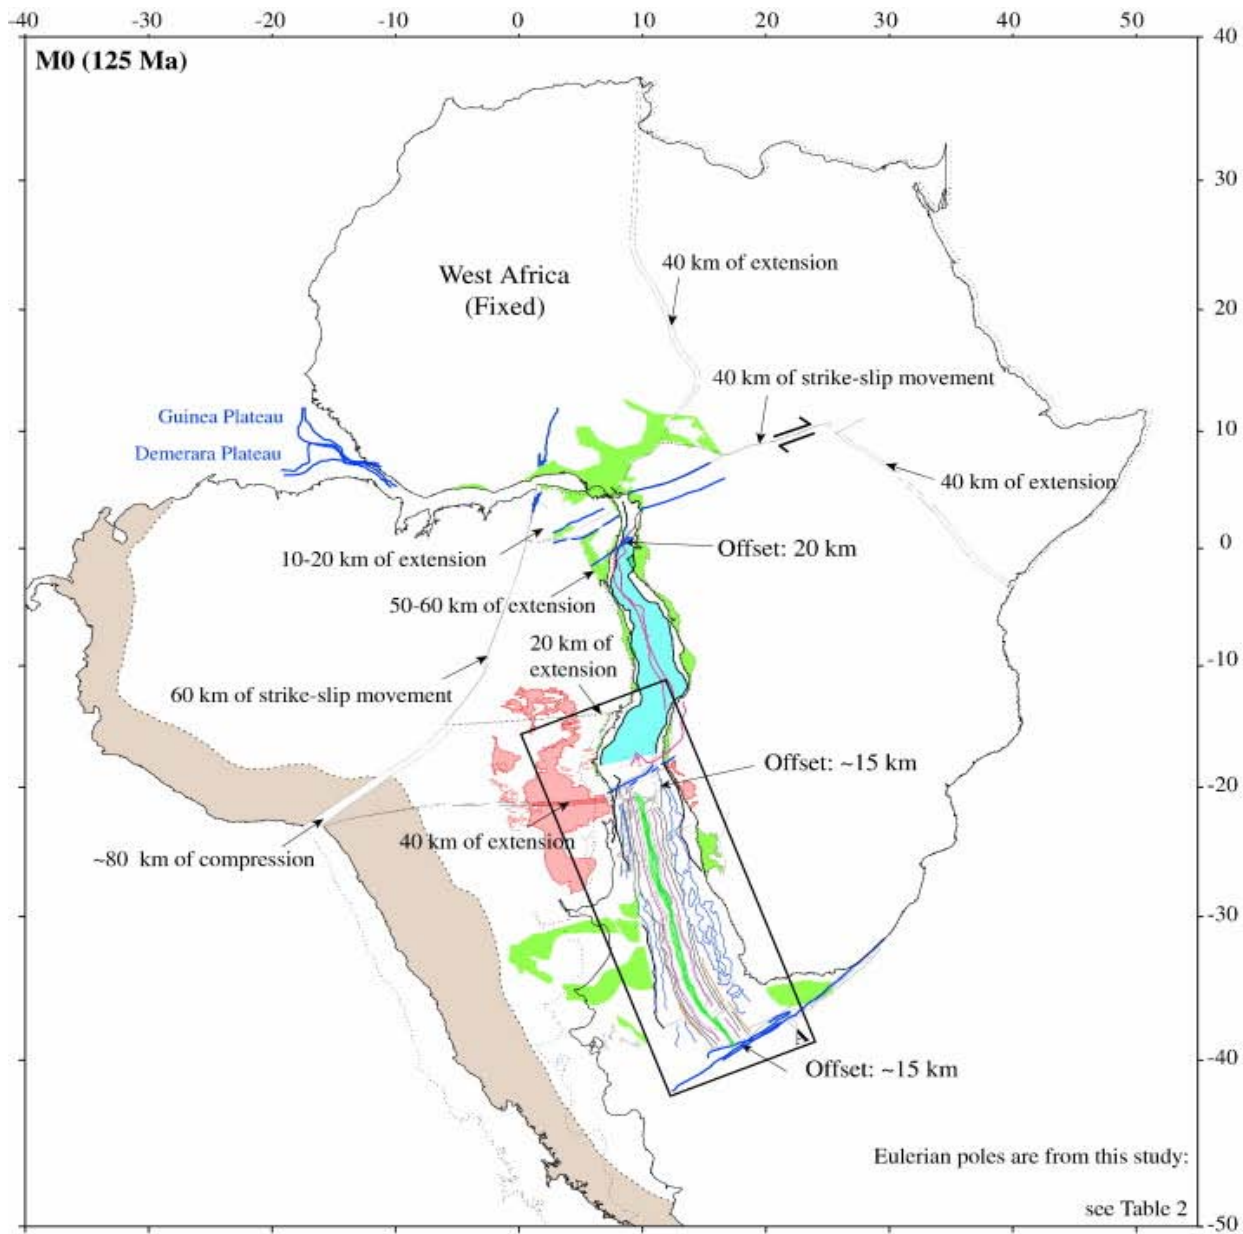 -40 -30 -20 -10 0 10 20 30 40 50
40
M0 (125 Ma)
30
40 km of extension
West Africa
(Fixed)
20
40 km of strike-slip movement
Guinea Plateau
10
Demerara Plateau
40 km of extension
0
Offset: 20 km
10-20 km of extension
50-60 km of extension
20 km of
extension
-10
60 km of strike-slip movement
Offset: ~15 km
-20
40 km of extension
~80 km of compression
-30
A
-40
Offset: ~15 km
Eulerian poles are from this study:
see Table 2
-50